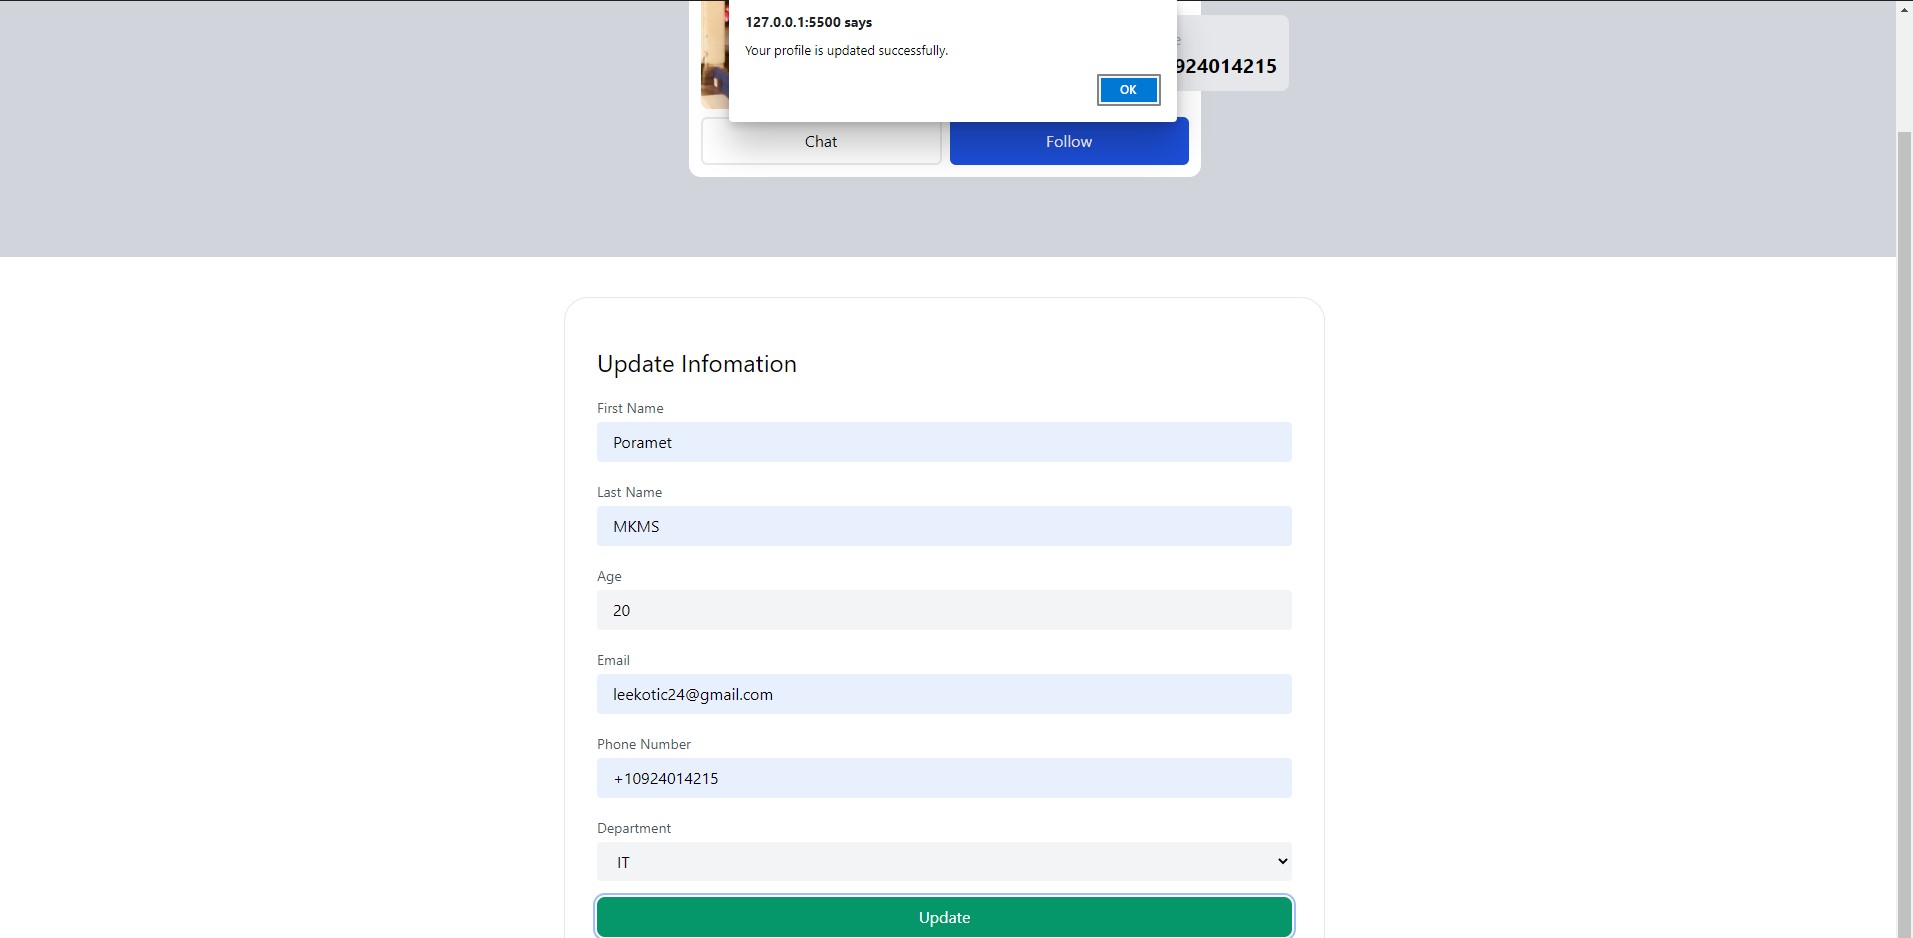 127.0.0.1:5500 says
Your profile is updated successfully.
924014215
OK
Chat
Follow
Update Infomation
First Name
Poramet
Last Name
MKMS
Age
20
Email
leekotic24@gmail.com
Phone Number
+10924014215
Department
IT
Update